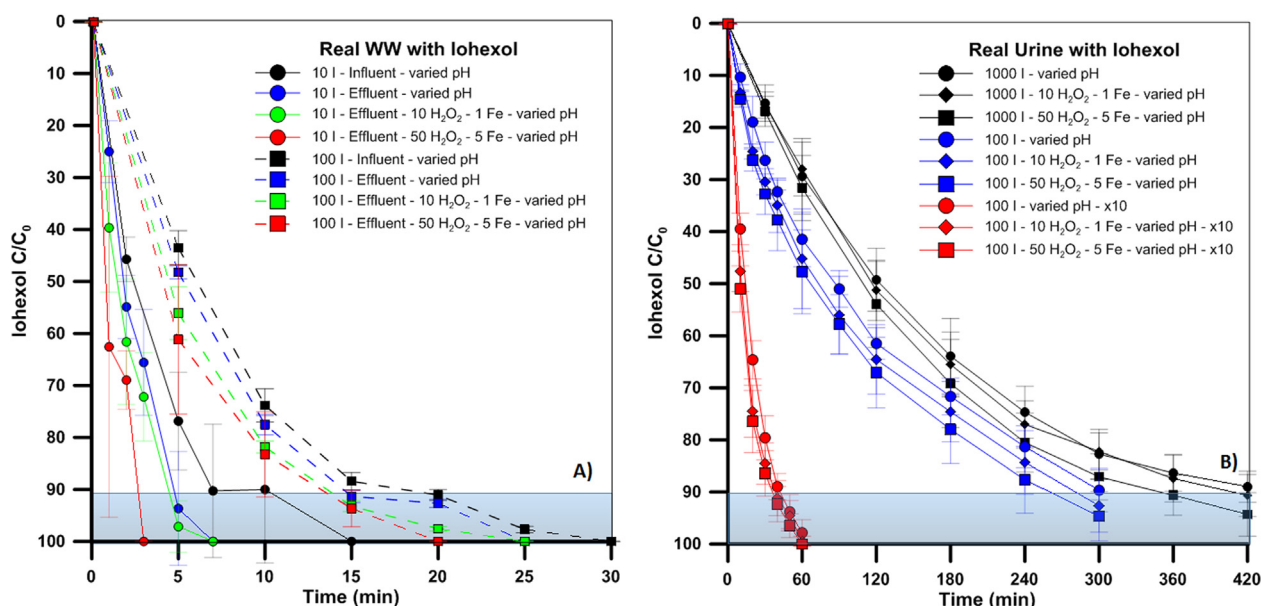 Real WW with Iohexol
10 I - Influent - varied pH
10 I - Effluent - varied pH
10 I - Effluent - 10 H₂O₂ - 1 Fe - varied pH
10 I - Effluent - 50 H₂O₂ - 5 Fe - varied pH
100 I - Influent - varied pH
100 I - Effluent - varied pH
100 I - Effluent - 10 H₂O₂ - 1 Fe - varied pH
100 I - Effluent - 50 H₂O₂ - 5 Fe - varied pH
Iohexol C/C₀
0
10
20
30
40
50
60
70
80
90
100
A)
0 5 10 15 20 25 30
Time (min)
Real Urine with Iohexol
1000 I - varied pH
1000 I - 10 H₂O₂ - 1 Fe - varied pH
1000 I - 50 H₂O₂ - 5 Fe - varied pH
100 I - varied pH
100 I - 10 H₂O₂ - 1 Fe - varied pH
100 I - 50 H₂O₂ - 5 Fe - varied pH
100 I - varied pH - x10
100 I - 10 H₂O₂ - 1 Fe - varied pH - x10
100 I - 50 H₂O₂ - 5 Fe - varied pH - x10
Iohexol C/C₀
0
10
20
30
40
50
60
70
80
90
100
B)
0 60 120 180 240 300 360 420
Time (min)